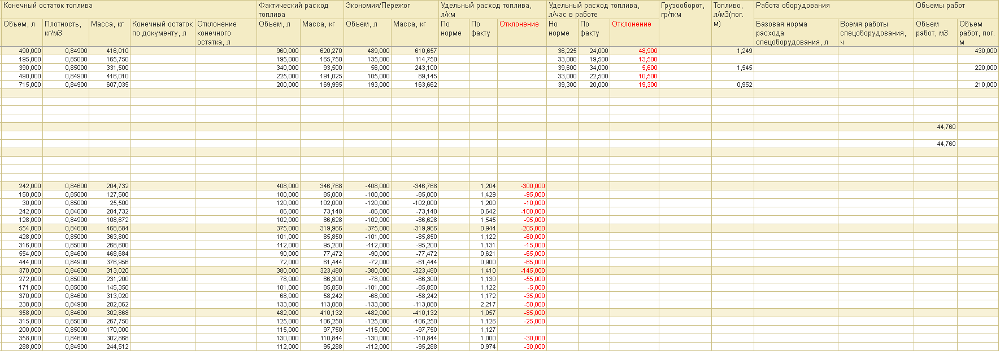 Конечный остаток топлива Фактический расход топлива Экономия/Пережог Удельный расход топлива, л/км Удельный расход топлива, л/час в работе Грузооборот, гр/ткм Топливо, л/м3(пог. м) Работа оборудования Объемы работ
Объем, л Плотность, кг/м3 Масса, кг Конечный остаток по документу, л Отклонение конечного остатка, л Объем, л Масса, кг Объем, л Масса, кг По норме По факту Отклонение Но норме По факту Отклонение Базовая норма расхода спецоборудования, л Время работы спецоборудования, ч Объем работ, м3 Объем работ, пог. м
490,000 0,84900 416,010 960,000 620,270 489,000 610,657 36,225 24,000 48,900 1,249 430,000
195,000 0,85000 165,750 195,000 165,750 135,000 114,750 33,000 19,500 13,500
390,000 0,85000 331,500 340,000 93,500 56,000 243,100 39,600 34,000 5,600 1,545 220,000
490,000 0,84900 416,010 225,000 191,025 105,000 89,145 33,000 22,500 10,500
715,000 0,84900 607,035 200,000 169,995 193,000 163,662 39,300 20,000 19,300 0,952 210,000
44,760
44,760
242,000 0,84600 204,732 408,000 346,768 -408,000 -346,768 1,204 -300,000
150,000 0,85000 127,500 100,000 85,000 -100,000 -85,000 1,429 -95,000
30,000 0,85000 25,500 120,000 102,000 -120,000 -102,000 1,200 -10,000
242,000 0,84600 204,732 86,000 73,140 -86,000 -73,140 0,642 -100,000
128,000 0,84900 108,672 102,000 86,628 -102,000 -86,628 1,545 -95,000
554,000 0,84600 468,684 375,000 319,966 -375,000 -319,966 0,944 -205,000
428,000 0,85000 363,800 101,000 85,850 -101,000 -85,850 1,122 -60,000
316,000 0,85000 268,600 112,000 95,200 -112,000 -95,200 1,131 -15,000
554,000 0,84600 468,684 90,000 77,472 -90,000 -77,472 0,621 -65,000
444,000 0,84900 376,956 72,000 61,444 -72,000 -61,444 0,900 -65,000
370,000 0,84600 313,020 380,000 323,480 -380,000 -323,480 1,410 -145,000
272,000 0,85000 231,200 78,000 66,300 -78,000 -66,300 1,130 -55,000
171,000 0,85000 145,350 101,000 85,850 -101,000 -85,850 1,122 -5,000
370,000 0,84600 313,020 68,000 58,242 -68,000 -58,242 1,172 -35,000
238,000 0,84900 202,062 133,000 113,088 -133,000 -113,088 2,217 -50,000
358,000 0,84600 302,868 482,000 410,132 -482,000 -410,132 1,057 -85,000
315,000 0,85000 267,750 125,000 106,250 -125,000 -106,250 1,126 -25,000
200,000 0,85000 170,000 115,000 97,750 -115,000 -97,750 1,127
358,000 0,84600 302,868 130,000 110,844 -130,000 -110,844 1,000 -30,000
288,000 0,84900 244,512 112,000 95,288 -112,000 -95,288 0,974 -30,000